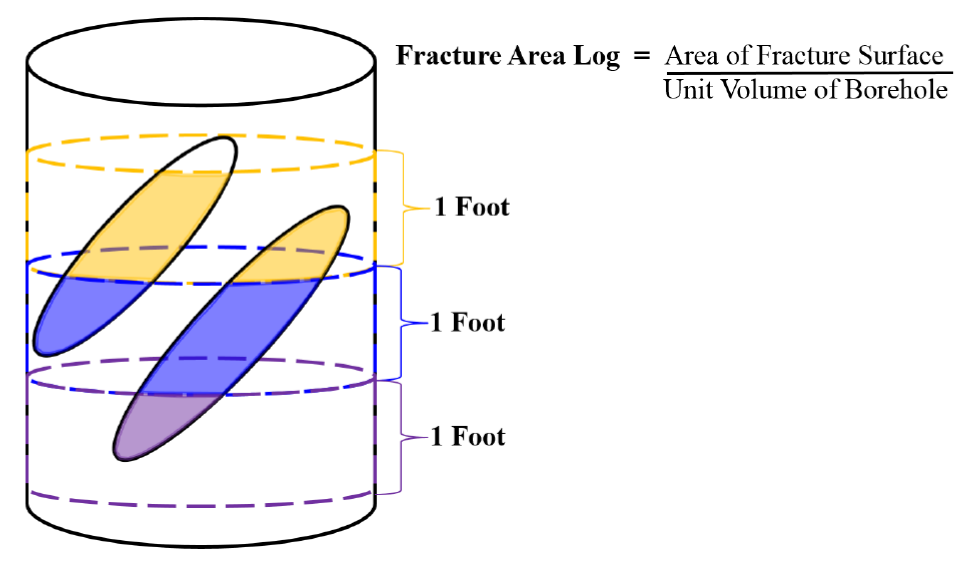 Fracture Area Log = Area of Fracture Surface
Unit Volume of Borehole
1 Foot
1 Foot
1 Foot